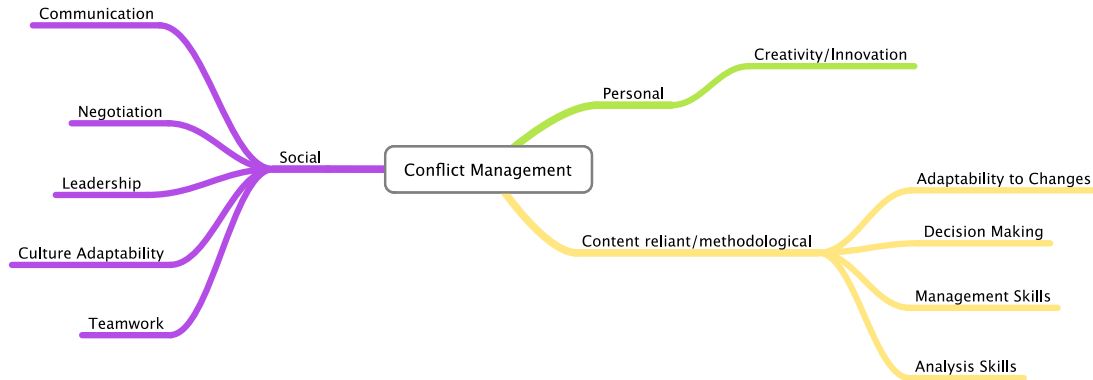 Communication
Negotiation
Leadership
Culture Adaptability
Teamwork
Social
Conflict Management
Personal
Creativity/Innovation
Content reliant/methodological
Adaptability to Changes
Decision Making
Management Skills
Analysis Skills